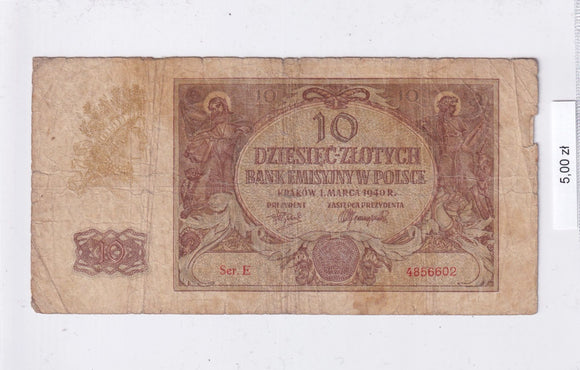 10 10
10
DZIESIĘĆ·ZŁOTYCH
BANK EMISYJNY W POLSCE
KRAKÓW 1. MARCA 1940 R.
PREZYDENT ZASTĘPCA PREZYDENTA
10
Ser. E 4856602
5,00 zł